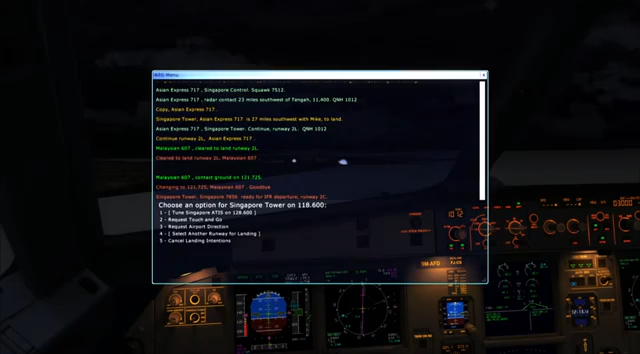 Asian Express 717 , Singapore Control. Squawk 7512.
Asian Express 717 , radar contact 23 miles southwest of Tengah, 11,400. QNH 1012
Copy, Asian Express 717 .
Singapore Tower, Asian Express 717  is 27 miles southwest with Mike, to land.
Asian Express 717 , Singapore Tower. Continue, runway 2L.  QNH 1012
Continue runway 2L,  Asian Express 717 .
Malaysian 607 , cleared to land runway 2L.
Cleared to land runway 2L, Malaysian 607 .
Malaysian 607 , contact ground on 121.725.
Changing to 121.725, Malaysian 607 . Goodbye
Singapore Tower, Singapore 7656  ready for IFR departure, runway 2C.
Choose an option for Singapore Tower on 118.600:
1 - [ Tune Singapore ATIS on 128.600 ]
2 - Request Touch and Go
3 - Request Airport Direction
4 - [ Select Another Runway for Landing ]
5 - Cancel Landing Intentions
1012
03000
9M-AFD